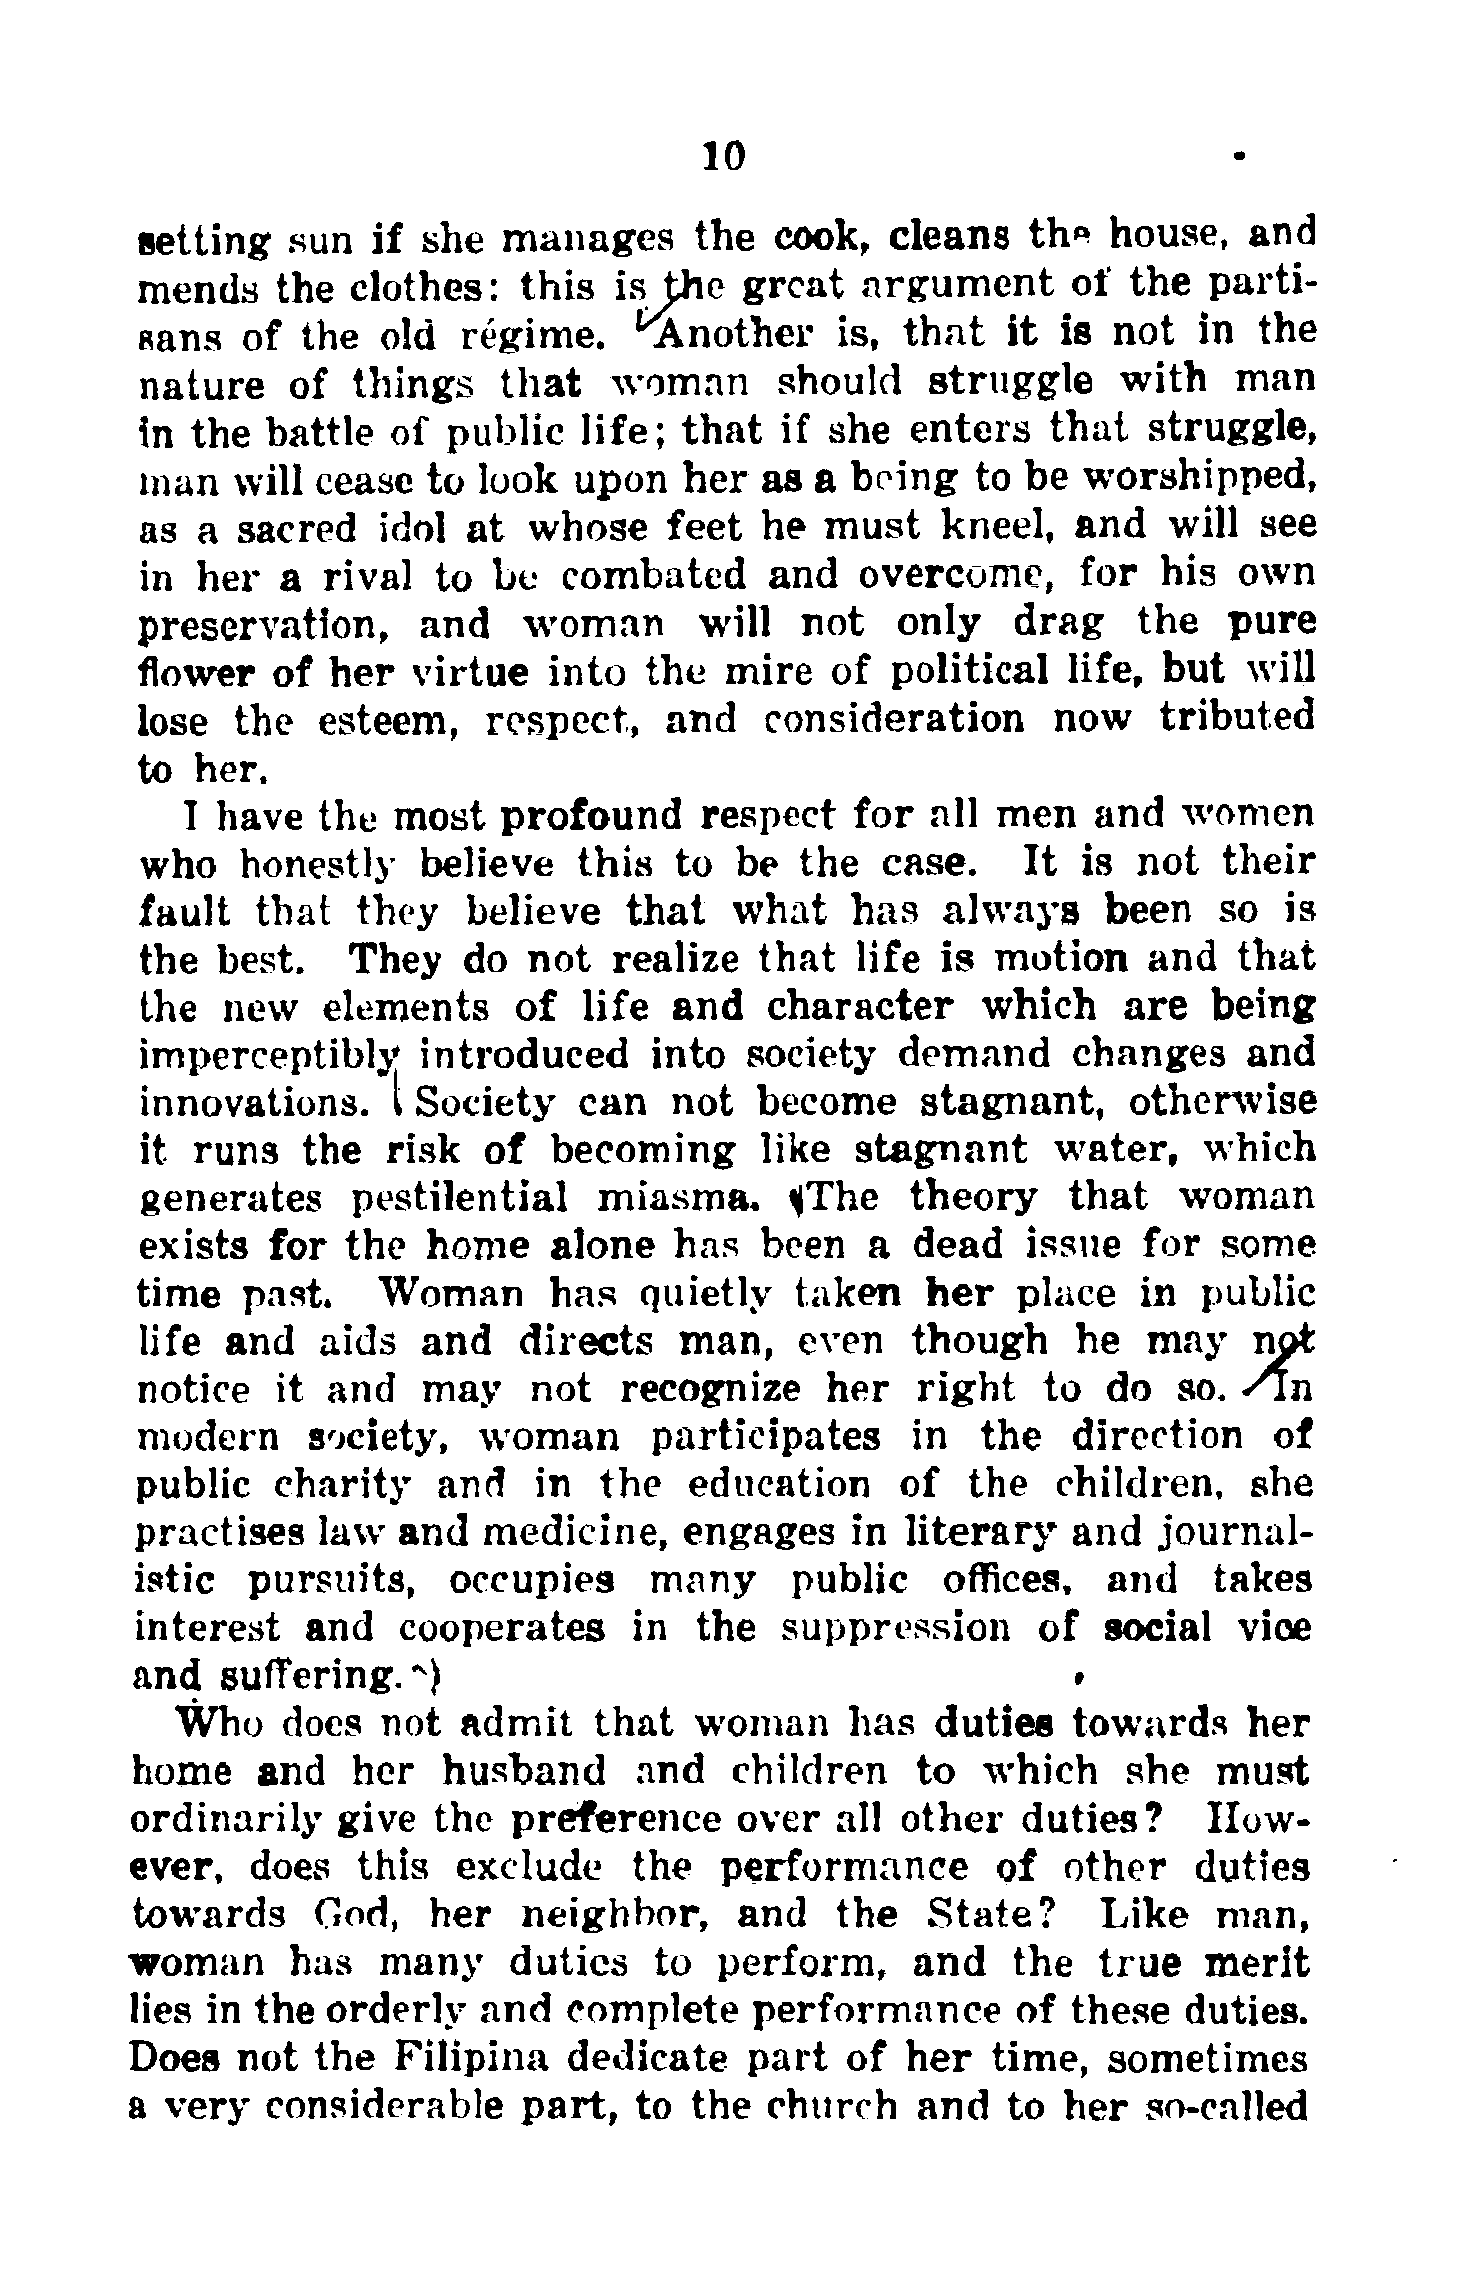 10
setting sun if she manages the cook, cleans the house, and
mends the clothes: this is the great argument of the parti-
sans of the old régime. Another is, that it is not in the
nature of things that woman should struggle with man
in the battle of public life; that if she enters that struggle,
man will cease to look upon her as a being to be worshipped,
as a sacred idol at whose feet he must kneel, and will see
in her a rival to be combated and overcome, for his own
preservation, and woman will not only drag the pure
flower of her virtue into the mire of political life, but will
lose the esteem, respect, and consideration now tributed
to her.
I have the most profound respect for all men and women
who honestly believe this to be the case. It is not their
fault that they believe that what has always been so is
the best. They do not realize that life is motion and that
the new elements of life and character which are being
imperceptibly introduced into society demand changes and
innovations. Society can not become stagnant, otherwise
it runs the risk of becoming like stagnant water, which
generates pestilential miasma. The theory that woman
exists for the home alone has been a dead issue for some
time past. Woman has quietly taken her place in public
life and aids and directs man, even though he may not
notice it and may not recognize her right to do so. In
modern society, woman participates in the direction of
public charity and in the education of the children, she
practises law and medicine, engages in literary and journal-
istic pursuits, occupies many public offices, and takes
interest and cooperates in the suppression of social vice
and suffering.
Who does not admit that woman has duties towards her
home and her husband and children to which she must
ordinarily give the preference over all other duties? How-
ever, does this exclude the performance of other duties
towards God, her neighbor, and the State? Like man,
woman has many duties to perform, and the true merit
lies in the orderly and complete performance of these duties.
Does not the Filipina dedicate part of her time, sometimes
a very considerable part, to the church and to her so-called